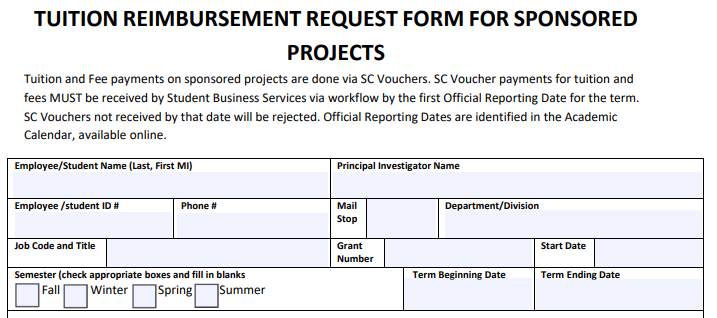 TUITION REIMBURSEMENT REQUEST FORM FOR SPONSORED
PROJECTS
Tuition and Fee payments on sponsored projects are done via SC Vouchers. SC Voucher payments for tuition and
fees MUST be received by Student Business Services via workflow by the first Official Reporting Date for the term.
SC Vouchers not received by that date will be rejected. Official Reporting Dates are identified in the Academic
Calendar, available online.
Employee/Student Name (Last, First MI) Principal Investigator Name
Employee /student ID # Phone # Mail Stop Department/Division
Job Code and Title Grant Number Start Date
Semester (check appropriate boxes and fill in blanks Term Beginning Date Term Ending Date
Fall Winter Spring Summer